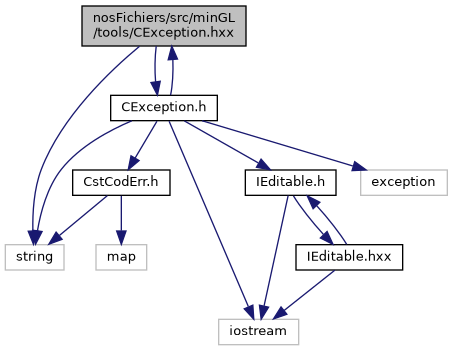 nosFichiers/src/minGL
/tools/CException.hxx
CException.h
CstCodErr.h
IEditable.h
exception
string
map
IEditable.hxx
iostream